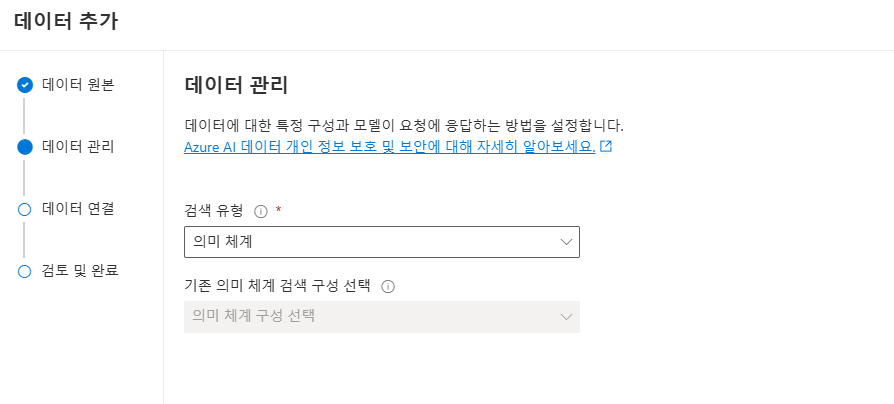 데이터 추가
데이터 원본
데이터 관리
데이터 연결
검토 및 완료
데이터 관리
데이터에 대한 특정 구성과 모델이 요청에 응답하는 방법을 설정합니다.
Azure AI 데이터 개인 정보 보호 및 보안에 대해 자세히 알아보세요.
검색 유형 *
의미 체계
기존 의미 체계 검색 구성 선택
의미 체계 구성 선택